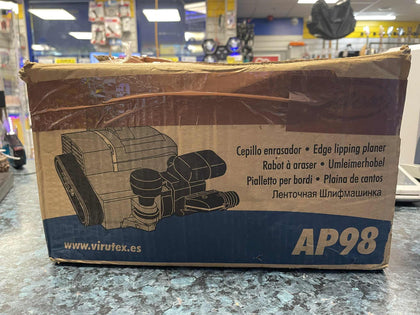 Cepillo enrasador • Edge lipping planer
Rabot à araser • Umleimerhobel
Pialletto per bordi • Plaina de cantos
Ленточная Шлифмашинка
www.virutex.es
AP98